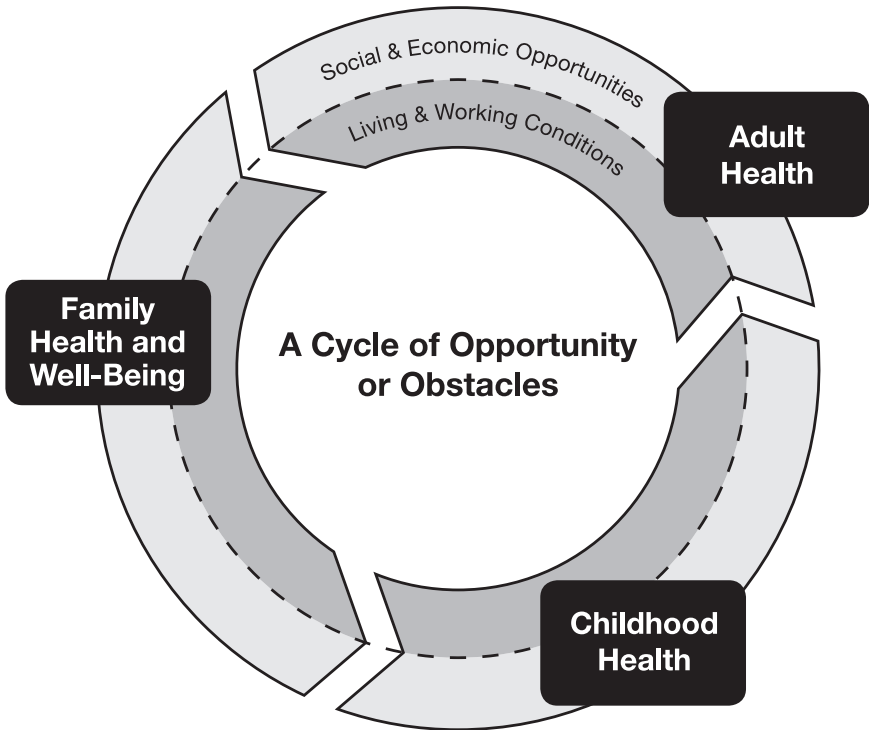 Social & Economic Opportunities
Living & Working Conditions
Adult
Health
Family
Health and
Well-Being
A Cycle of Opportunity
or Obstacles
Childhood
Health